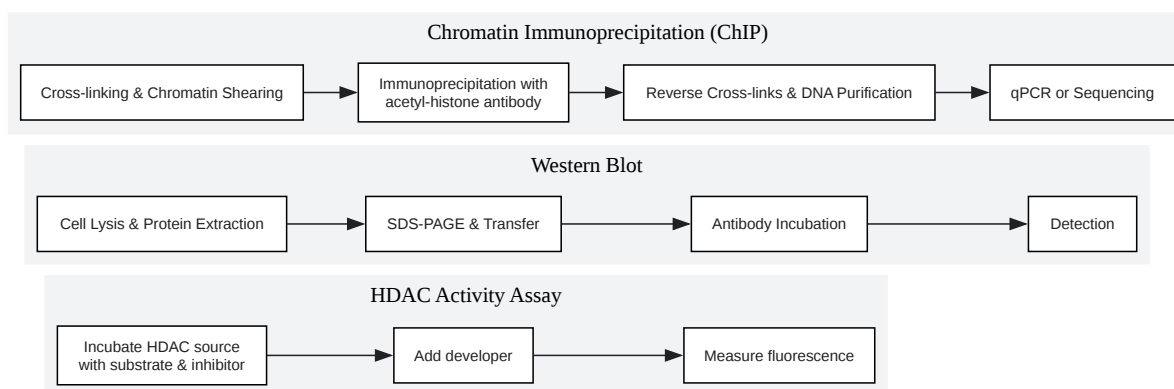 Chromatin Immunoprecipitation (ChIP)
Cross-linking & Chromatin Shearing
Immunoprecipitation with
acetyl-histone antibody
Reverse Cross-links & DNA Purification
qPCR or Sequencing
Western Blot
Cell Lysis & Protein Extraction
SDS-PAGE & Transfer
Antibody Incubation
Detection
HDAC Activity Assay
Incubate HDAC source
with substrate & inhibitor
Add developer
Measure fluorescence